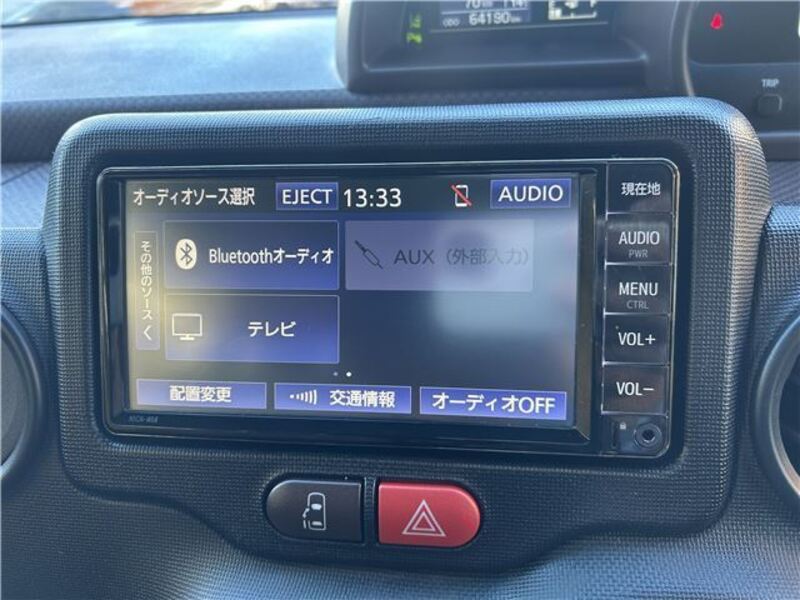 ODO 64190 km
TRIP
オーディオソース選択 EJECT 13:33 AUDIO
現在地
その他のソース
Bluetoothオーディオ
AUX (外部入力)
AUDIO
PWR
MENU
CTRL
テレビ
VOL+
VOL-
配置変更
交通情報
オーディオOFF